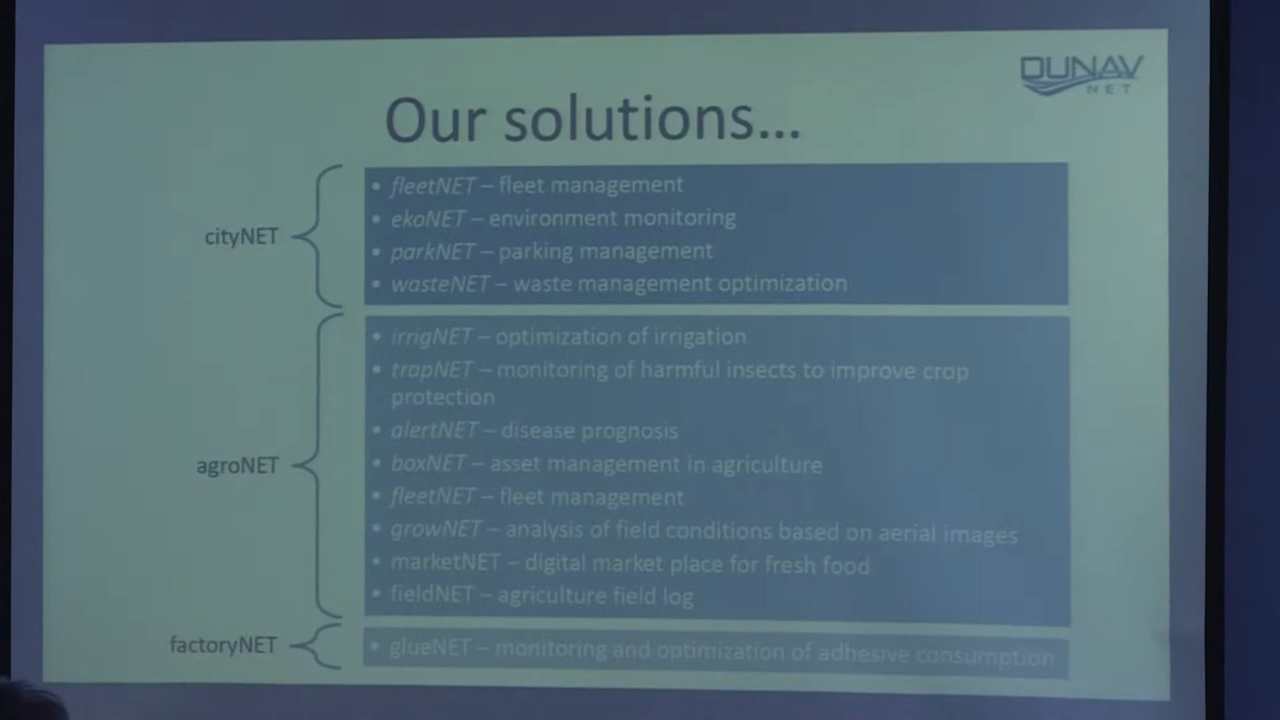 DUNAV
NET
Our solutions...
cityNET
• fleetNET – fleet management
• ekoNET – environment monitoring
• parkNET – parking management
• wasteNET – waste management optimization
agroNET
• irrigNET – optimization of irrigation
• trapNET – monitoring of harmful insects to improve crop
protection
• alertNET – disease prognosis
• boxNET – asset management in agriculture
• fleetNET – fleet management
• growNET – analysis of field conditions based on aerial images
• marketNET – digital market place for fresh food
• fieldNET – agriculture field log
factoryNET
• glueNET – monitoring and optimization of adhesive consumption